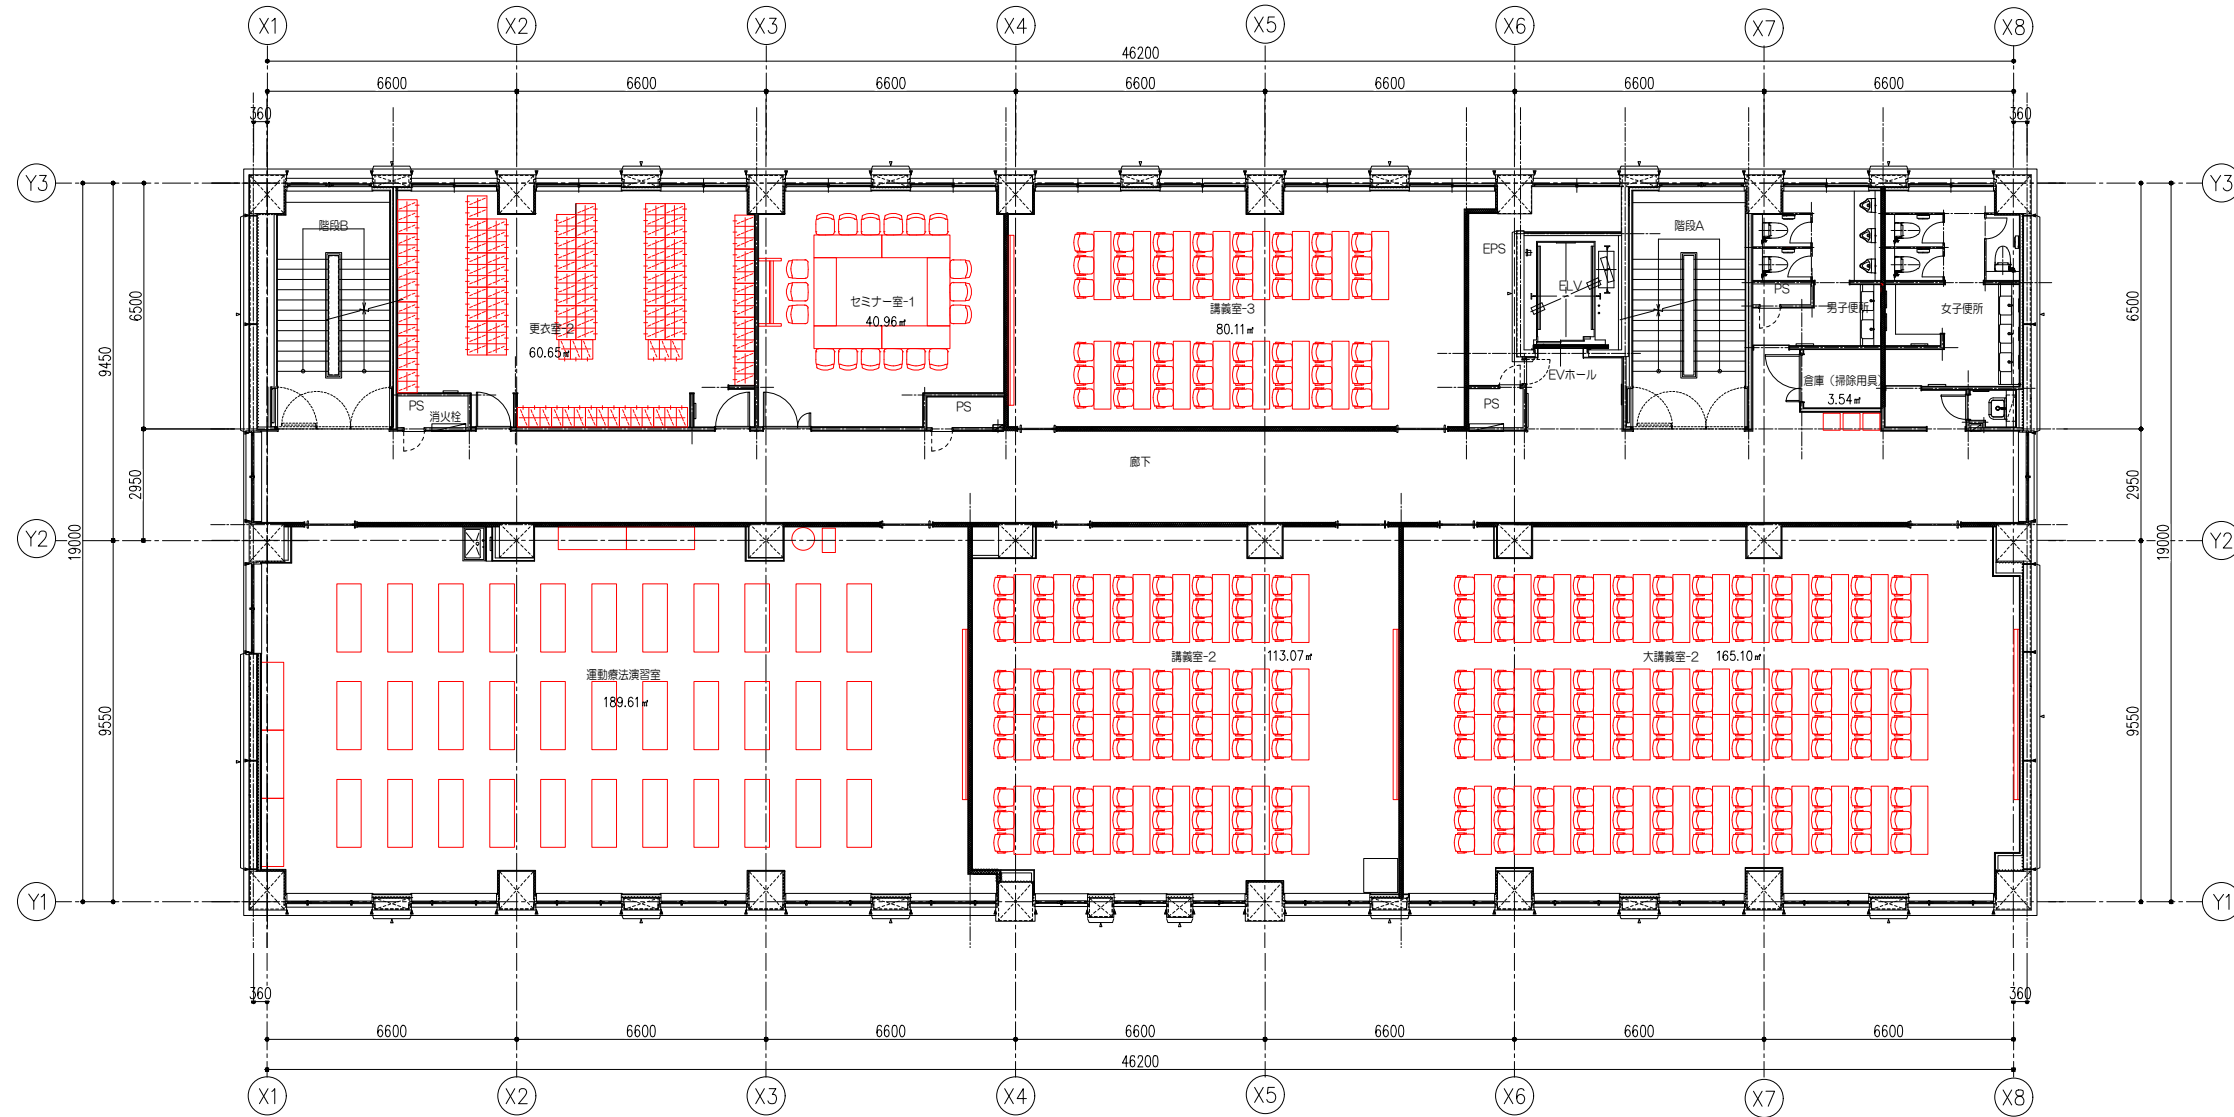 X1 X2 X3 X4 X5 X6 X7 X8
46200
6600 6600 6600 6600 6600 6600 6600
360 360
Y3 Y3
階段B
階段A
EPS
ELV
PS
セミナー室-1
40.96㎡
講義室-3
80.11㎡
男子便所
女子便所
更衣室-2
60.65㎡
EVホール
倉庫（掃除用具）
3.54㎡
PS
消火栓
PS
PS
6500 6500
9450
2950 2950
廊下
Y2 Y2
19000 19000
講義室-2 113.07㎡
大講義室-2 165.10㎡
運動療法演習室
189.61㎡
9550 9550
Y1 Y1
360 360
6600 6600 6600 6600 6600 6600 6600
46200
X1 X2 X3 X4 X5 X6 X7 X8